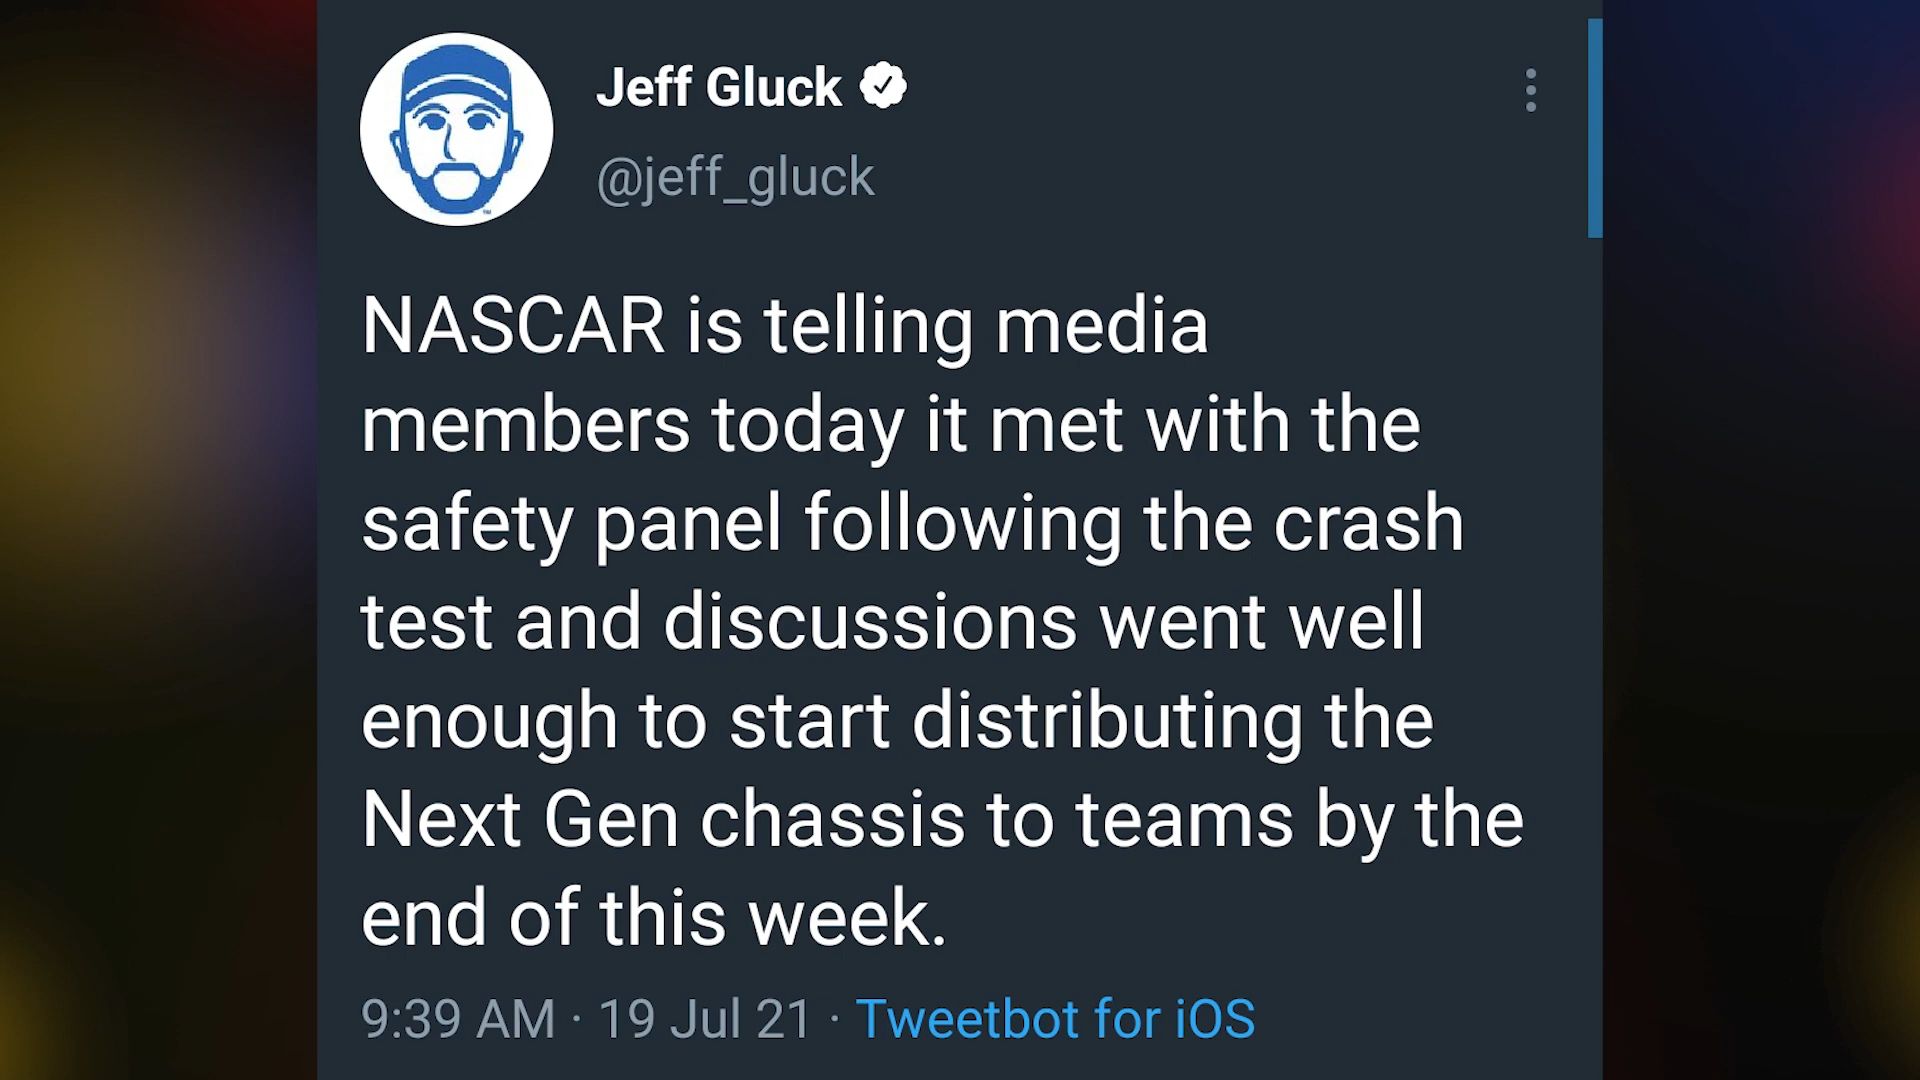 Jeff Gluck
@jeff_gluck
NASCAR is telling media
members today it met with the
safety panel following the crash
test and discussions went well
enough to start distributing the
Next Gen chassis to teams by the
end of this week.
9:39 AM · 19 Jul 21 · Tweetbot for iOS